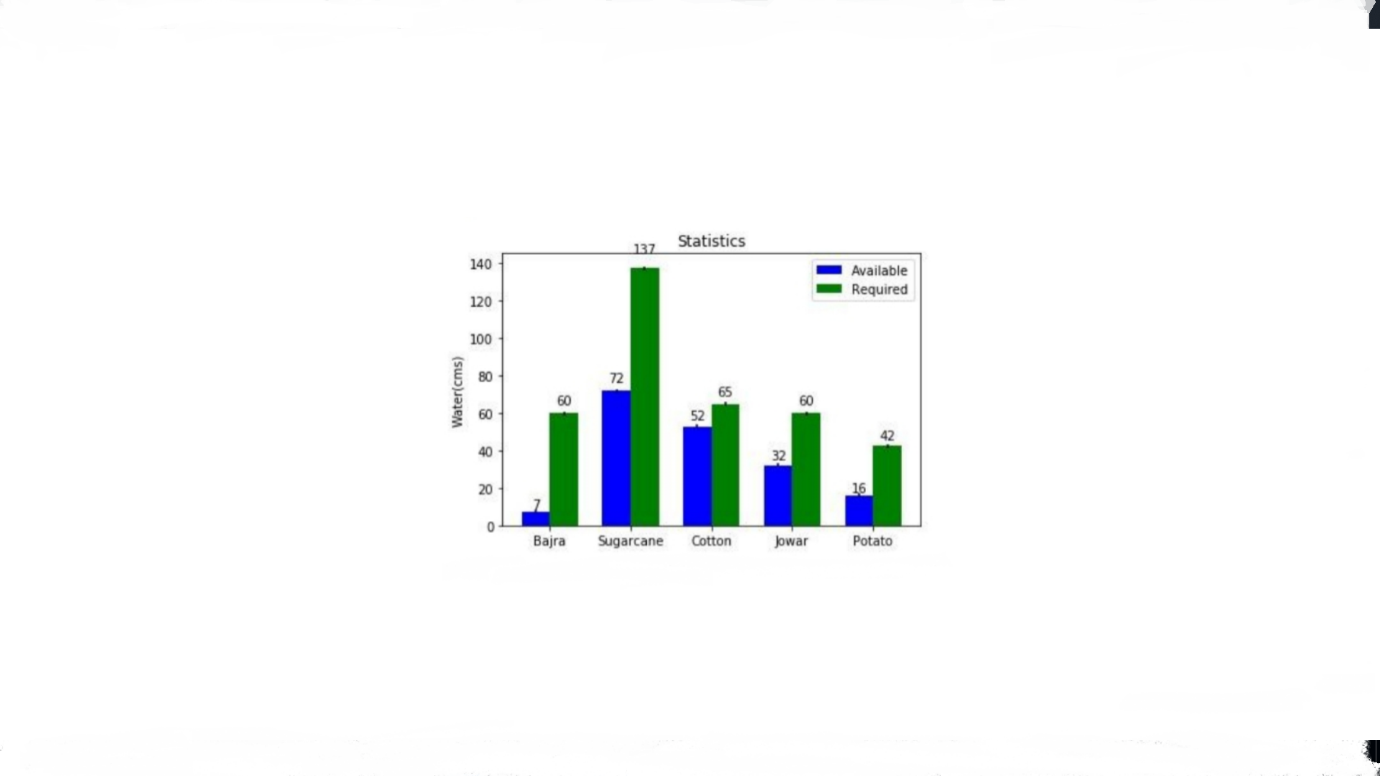 Statistics
137
140
120
100
80
60
40
20
0
Water(cms)
Available
Required
7
60
72
52
65
32
60
16
42
Bajra
Sugarcane
Cotton
Jowar
Potato